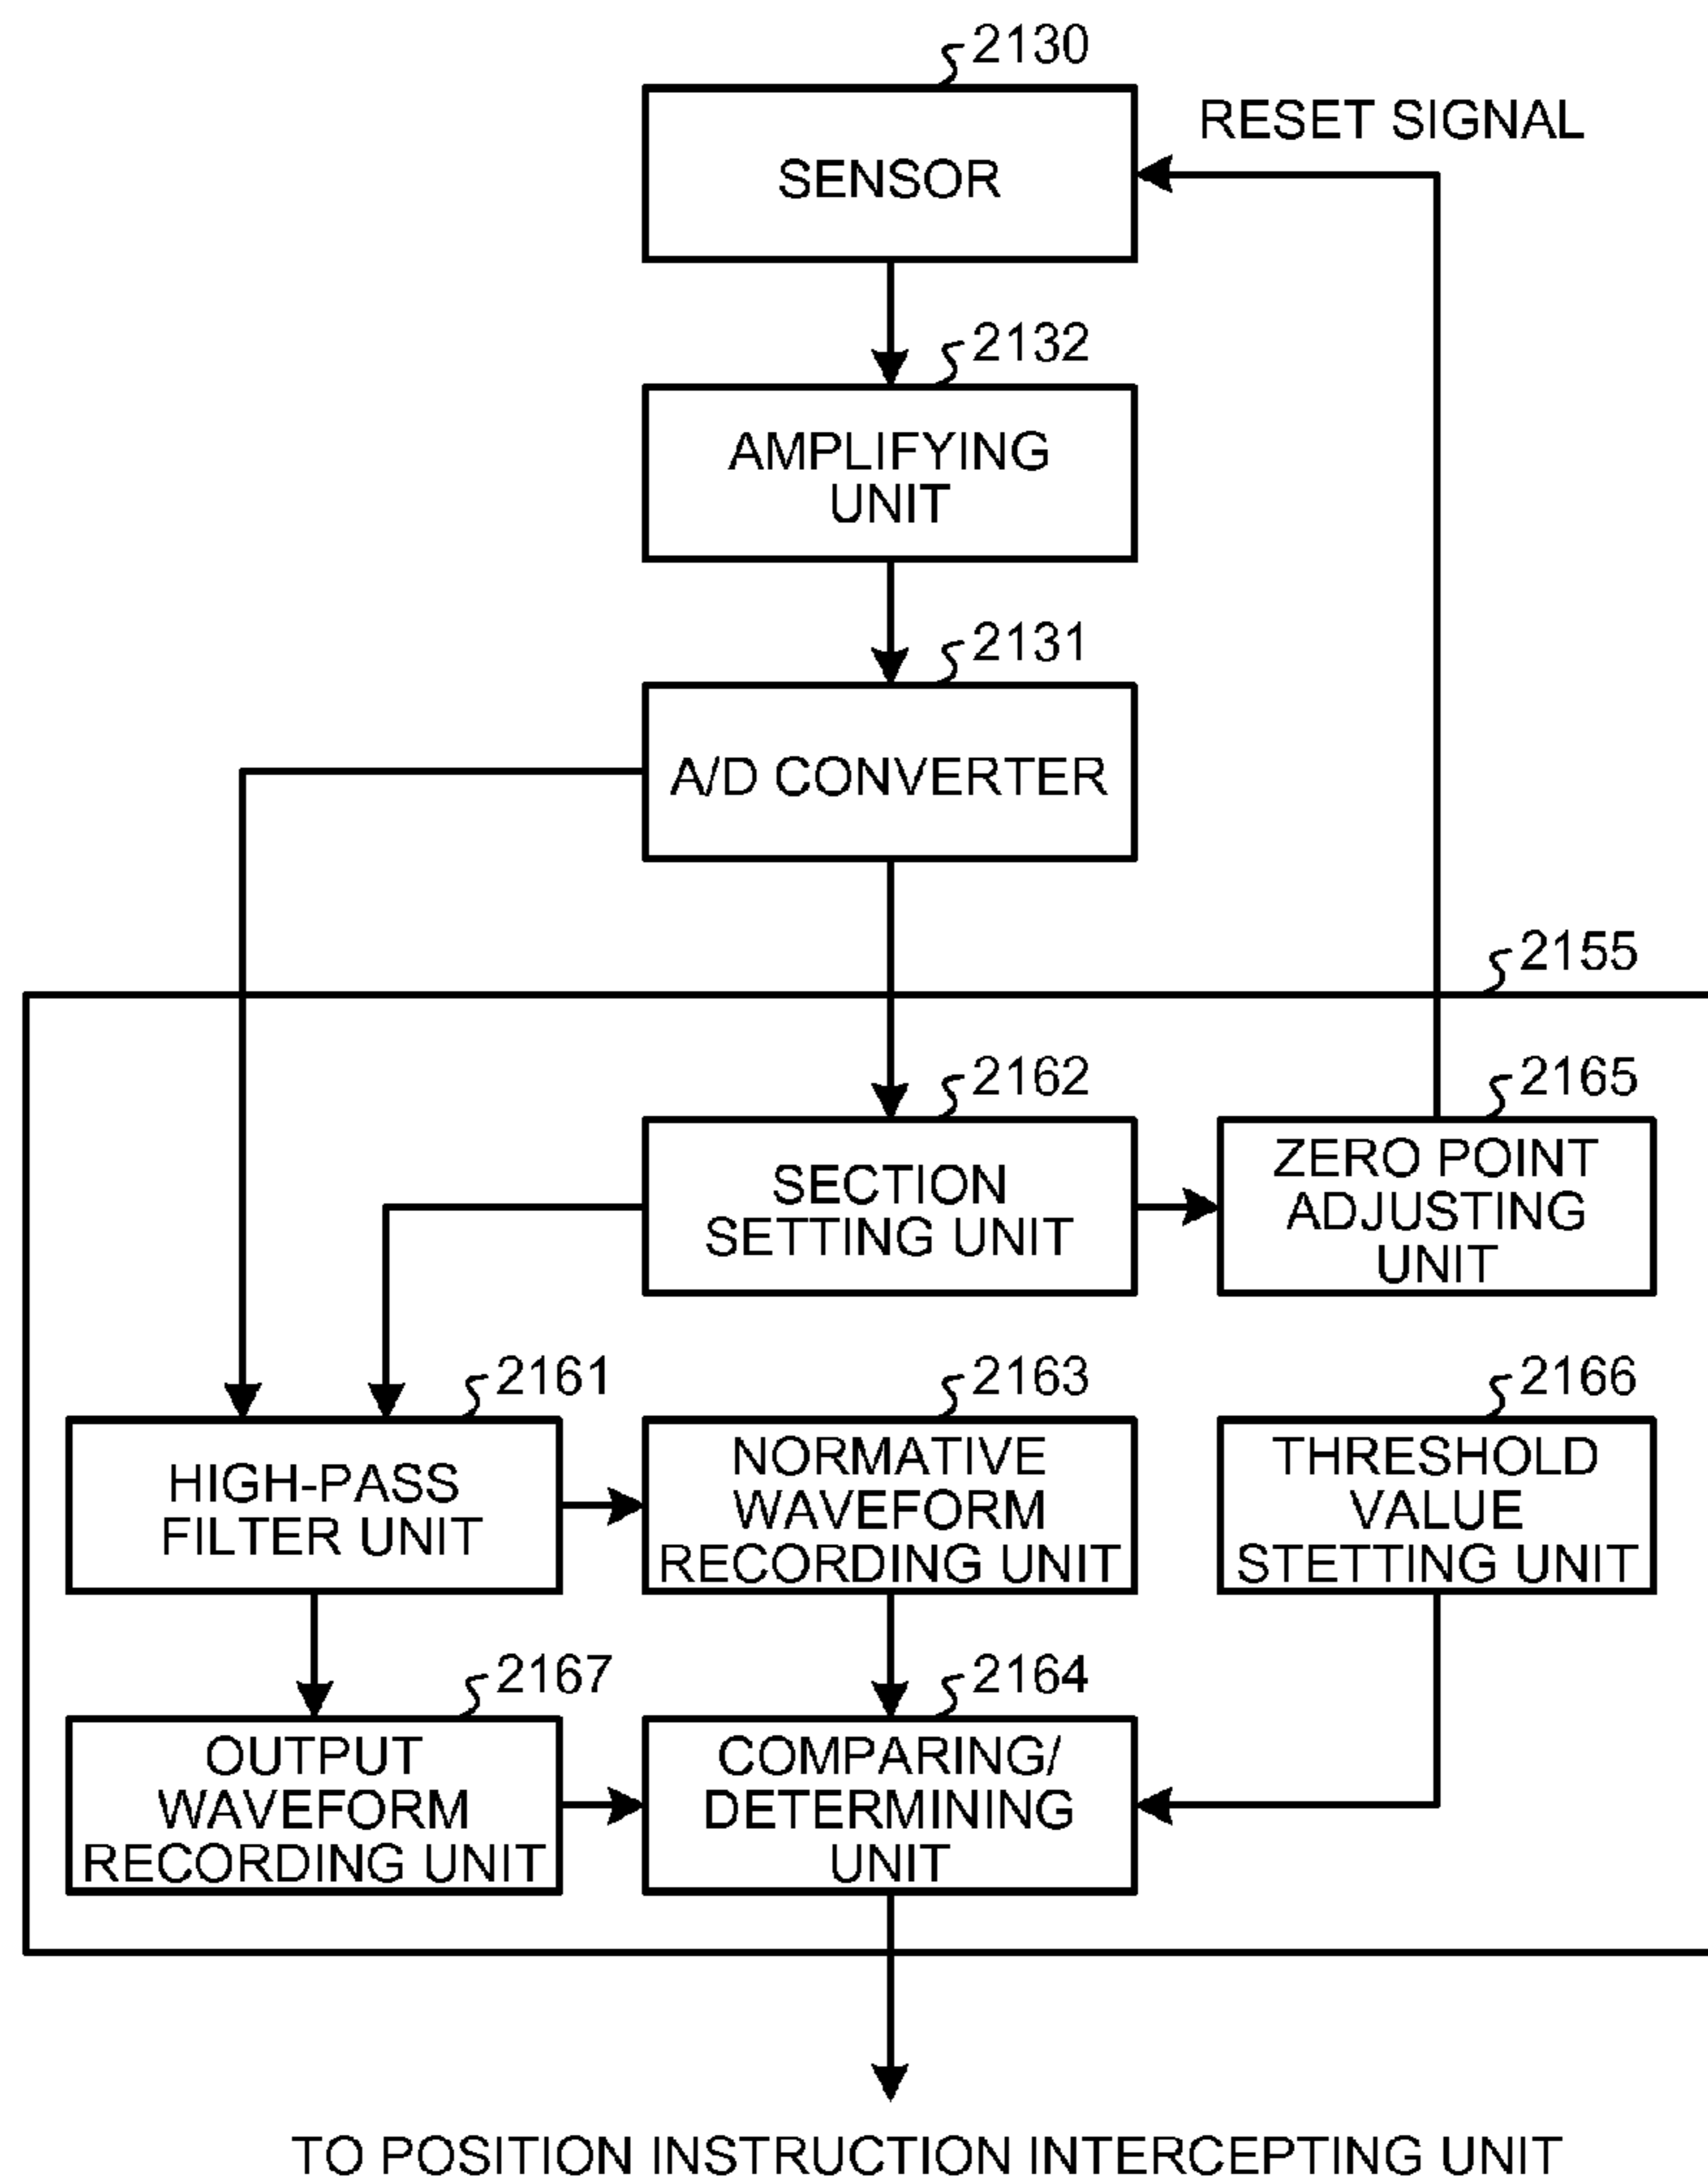 2130
RESET SIGNAL
SENSOR
2132
AMPLIFYING
UNIT
2131
A/D CONVERTER
2155
2162
2165
SECTION
SETTING UNIT
ZERO POINT
ADJUSTING
UNIT
2161
2163
2166
HIGH-PASS
FILTER UNIT
NORMATIVE
WAVEFORM
RECORDING UNIT
THRESHOLD
VALUE
STETTING UNIT
2167
2164
OUTPUT
WAVEFORM
RECORDING UNIT
COMPARING/
DETERMINING
UNIT
TO POSITION INSTRUCTION INTERCEPTING UNIT